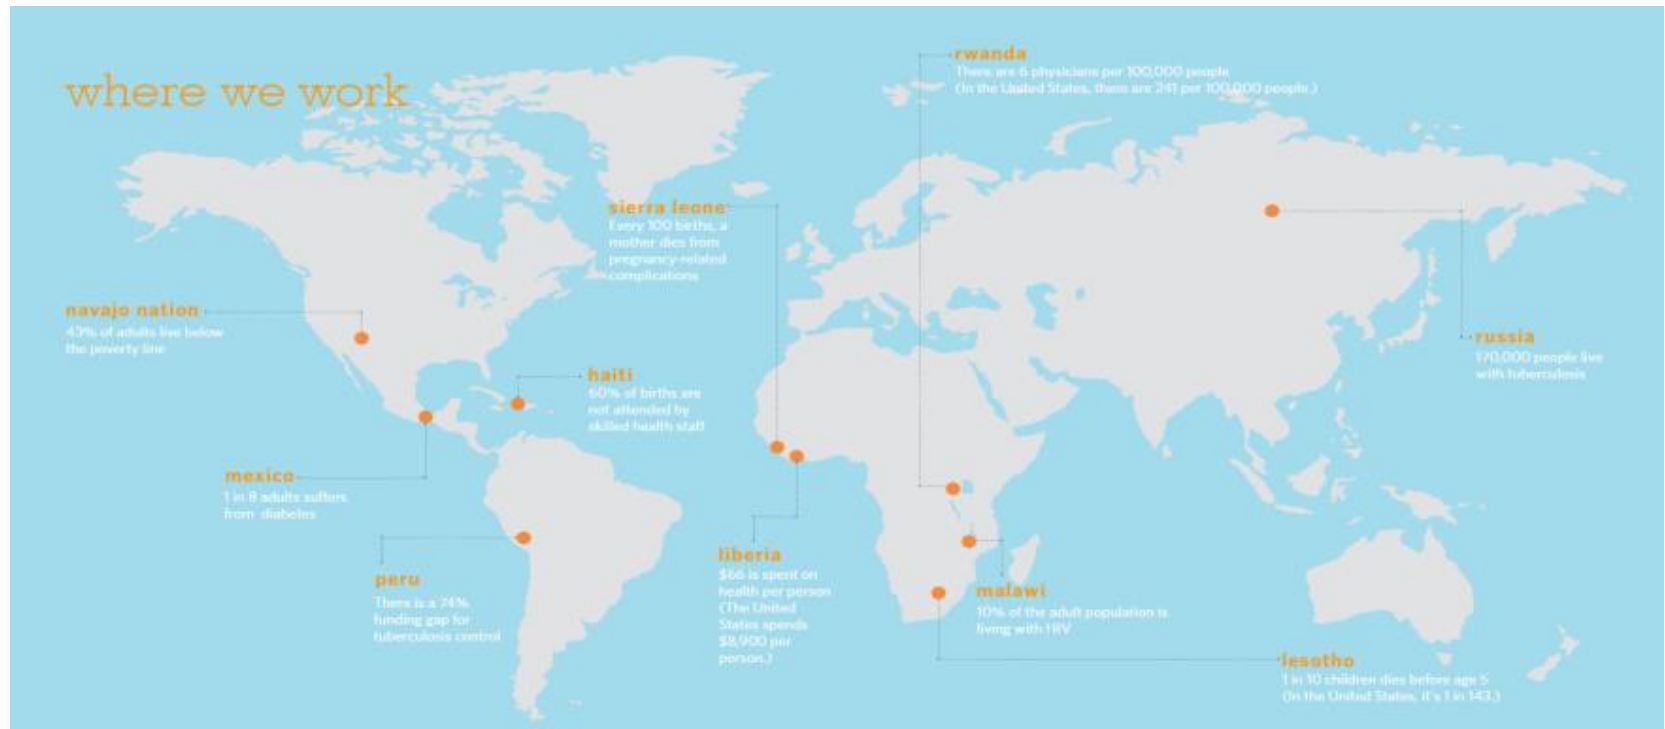 where we work
rwanda
There are 6 physicians per 100,000 people
(In the United States, there are 241 per 100,000 people.)
sierra leone
Every 100 births, a
mother dies from
pregnancy-related
complications
navajo nation
43% of adults live below
the poverty line
russia
170,000 people live
with tuberculosis
haiti
60% of births are
not attended by
skilled health staff
mexico
1 in 8 adults suffers
from diabetes
liberia
$66 is spent on
health per person
(The United
States spends
$8,900 per
person.)
peru
There is a 74%
funding gap for
tuberculosis control
malawi
10% of the adult population is
living with HIV
lesotho
1 in 10 children dies before age 5
(In the United States, it's 1 in 143.)